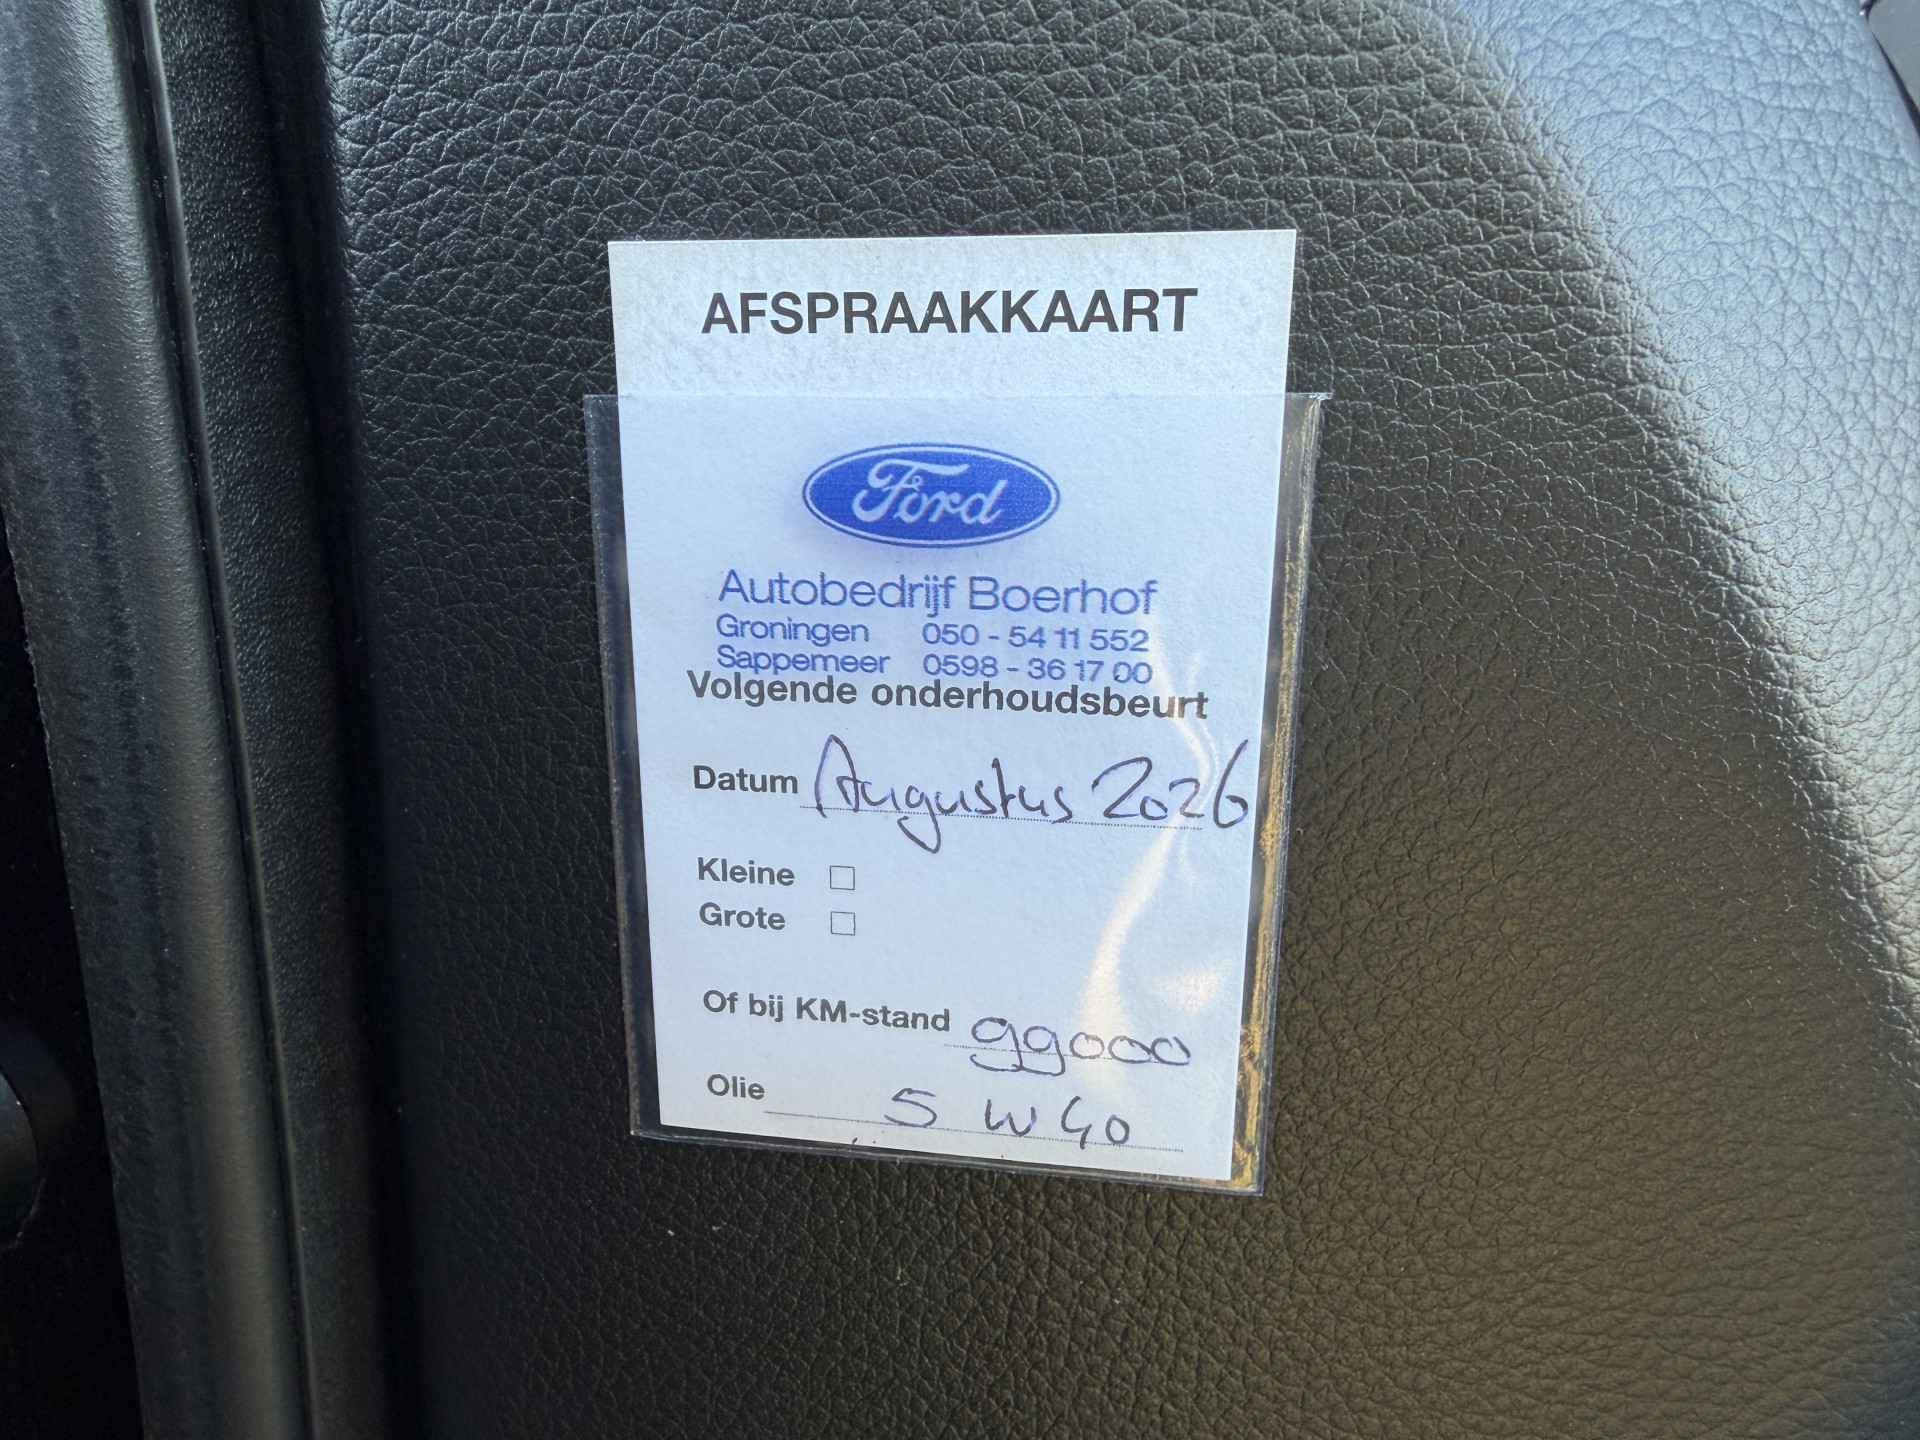 AFSPRAAKKAART
Ford
Autobedrijf Boerhof
Groningen 050 - 54 11 552
Sappemeer 0598 - 36 17 00
Volgende onderhoudsbeurt
Datum Augustus 2026
Kleine
Grote
Of bij KM-stand 99000
Olie 5 W 40